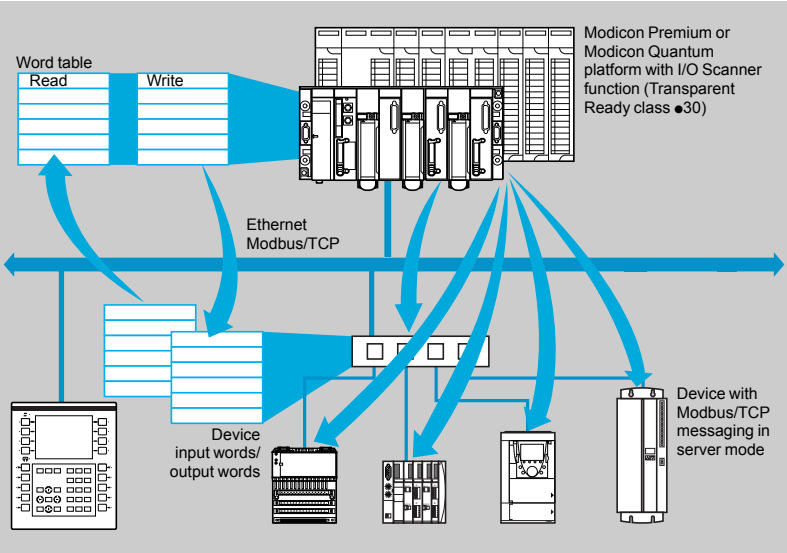 Modicon Premium or
Modicon Quantum
platform with I/O Scanner
function (Transparent
Ready class ●30)
Word table
Read
Write
Ethernet
Modbus/TCP
Device
input words/
output words
Device with
Modbus/TCP
messaging in
server mode